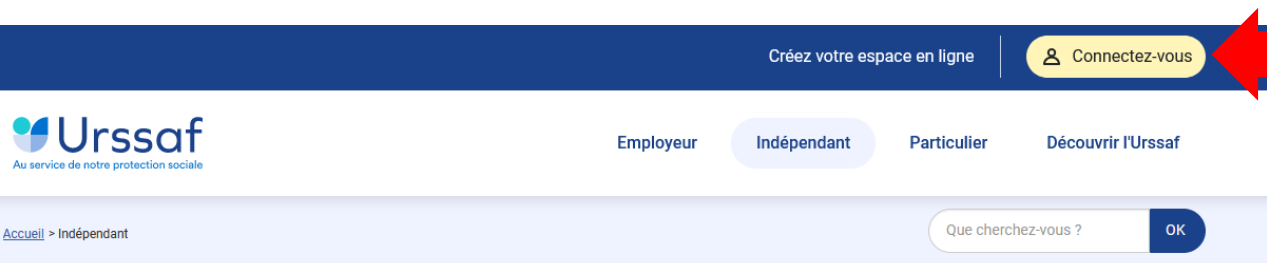 Créez votre espace en ligne
Connectez-vous
Urssaf
Au service de notre protection sociale
Employeur
Indépendant
Particulier
Découvrir l'Urssaf
Accueil > Indépendant
Que cherchez-vous ?
OK